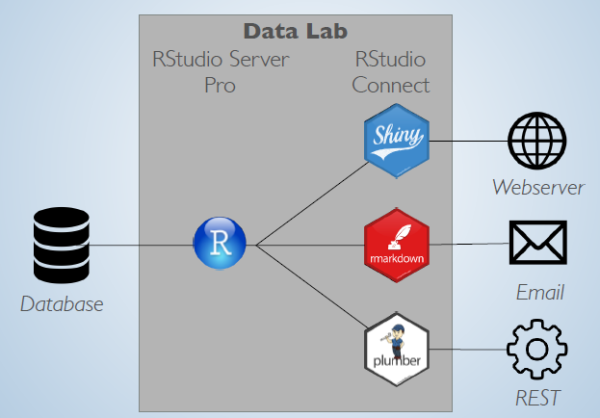 Data Lab
RStudio Server
Pro
RStudio
Connect
Shiny
Webserver
R
rmarkdown
Database
Email
plumber
REST